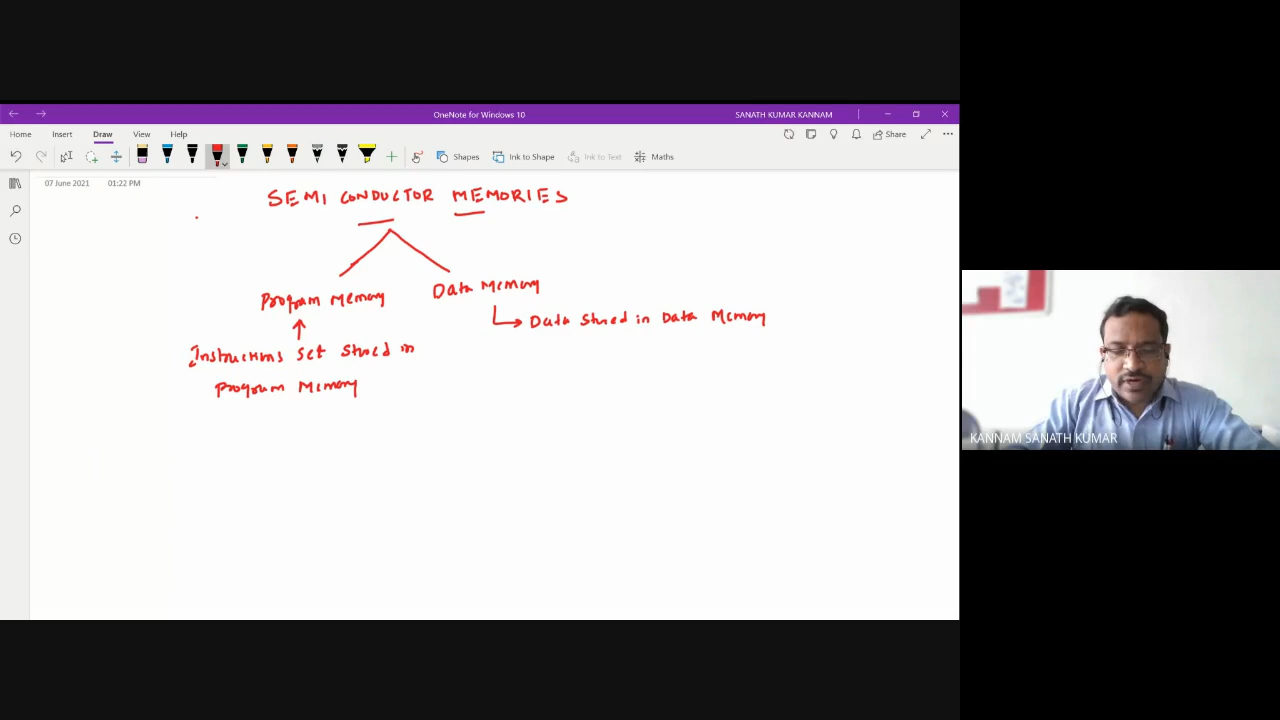 OneNote for Windows 10
SANATH KUMAR KANNAM
Home Insert Draw View Help
Share
Shapes Ink to Shape Ink to Text Maths
07 June 2021 01:22 PM
SEMI CONDUCTOR MEMORIES
Program Memory
Data Memory
Data Stored in Data Memory
Instructions Set Stored in
Program Memory
KANNAM SANATH KUMAR